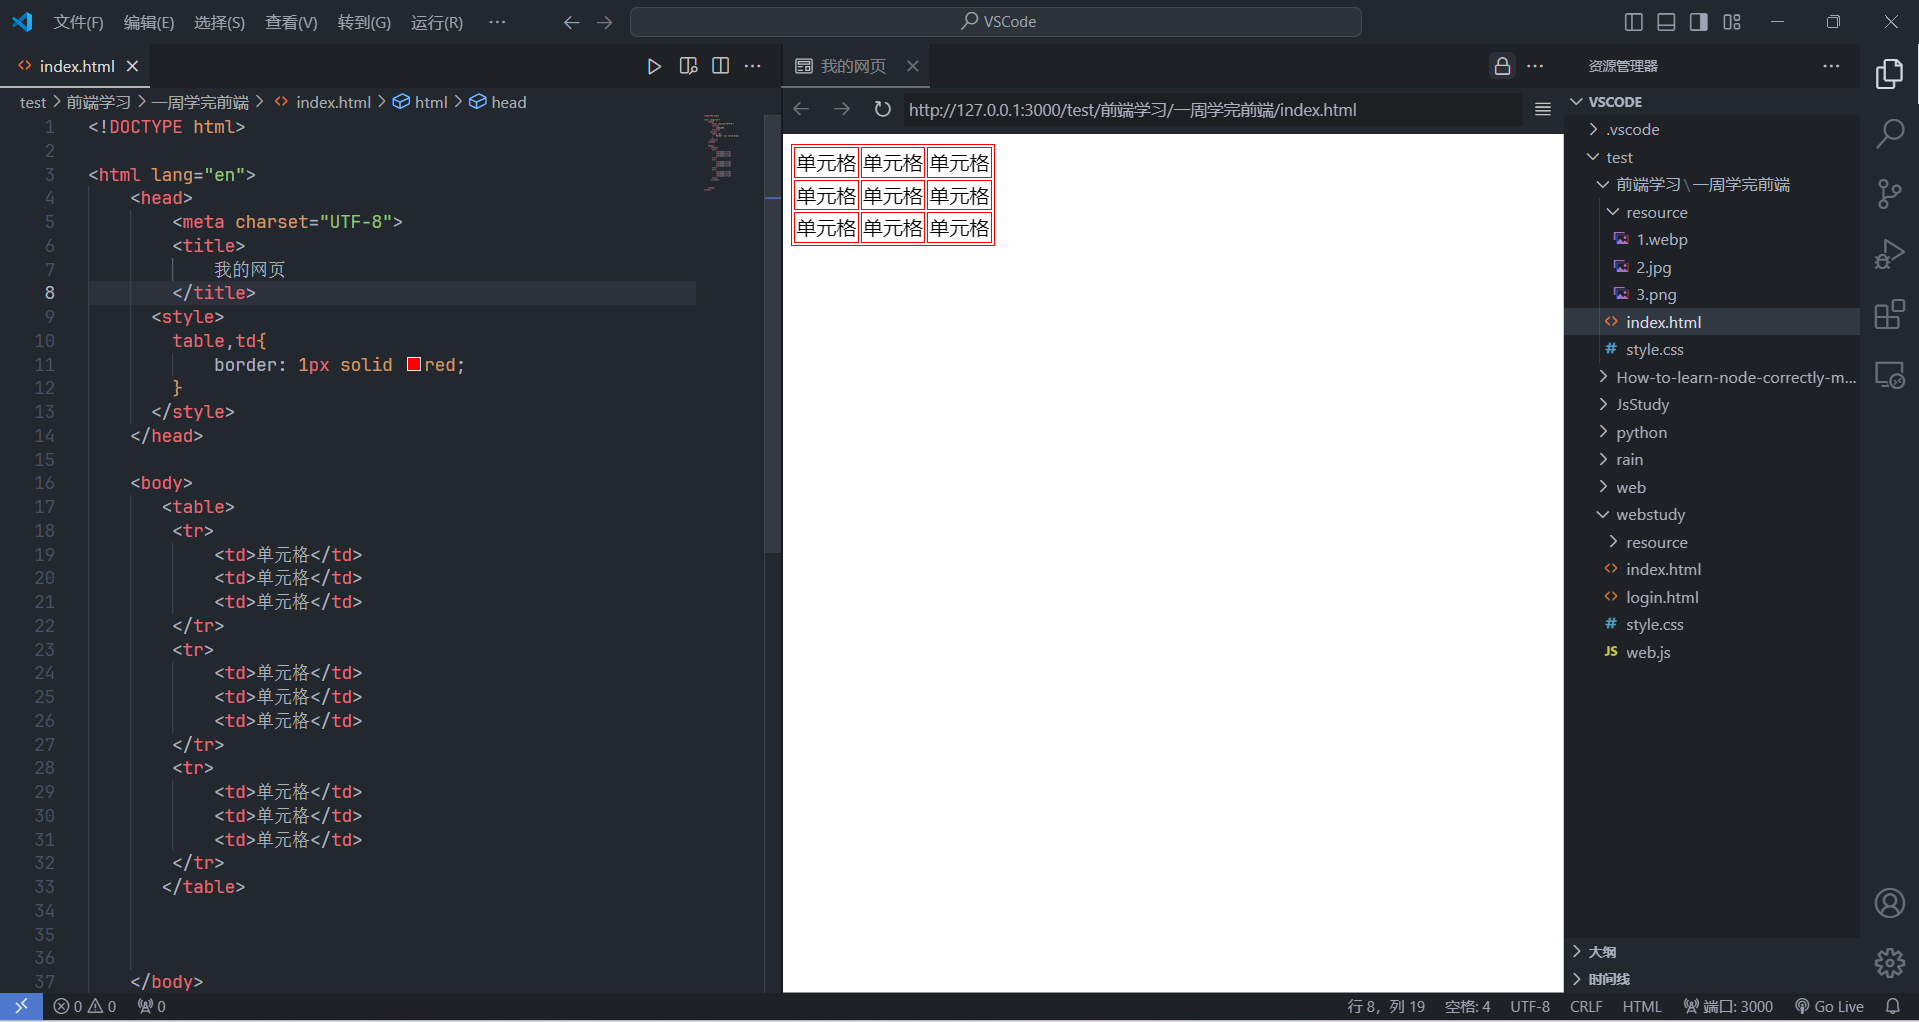 文件(F) 编辑(E) 选择(S) 查看(V) 转到(G) 运行(R) ··· VSCode
index.html
test > 前端学习 > 一周学完前端 > index.html > html > head
1 <!DOCTYPE html>
2
3 <html lang="en">
4 <head>
5 <meta charset="UTF-8">
6 <title>
7 我的网页
8 </title>
9 <style>
10 table,td{
11 border: 1px solid red;
12 }
13 </style>
14 </head>
15
16 <body>
17 <table>
18 <tr>
19 <td>单元格</td>
20 <td>单元格</td>
21 <td>单元格</td>
22 </tr>
23 <tr>
24 <td>单元格</td>
25 <td>单元格</td>
26 <td>单元格</td>
27 </tr>
28 <tr>
29 <td>单元格</td>
30 <td>单元格</td>
31 <td>单元格</td>
32 </tr>
33 </table>
34
35
36
37 </body>
我的网页
http://127.0.0.1:3000/test/前端学习/一周学完前端/index.html
单元格 单元格 单元格
单元格 单元格 单元格
单元格 单元格 单元格
资源管理器
VSCODE
.vscode
test
前端学习\一周学完前端
resource
1.webp
2.jpg
3.png
index.html
# style.css
How-to-learn-node-correctly-m...
JsStudy
python
rain
web
webstudy
resource
index.html
login.html
# style.css
JS web.js
大纲
时间线
0 0 0 行 8，列 19 空格: 4 UTF-8 CRLF HTML 端口: 3000 Go Live